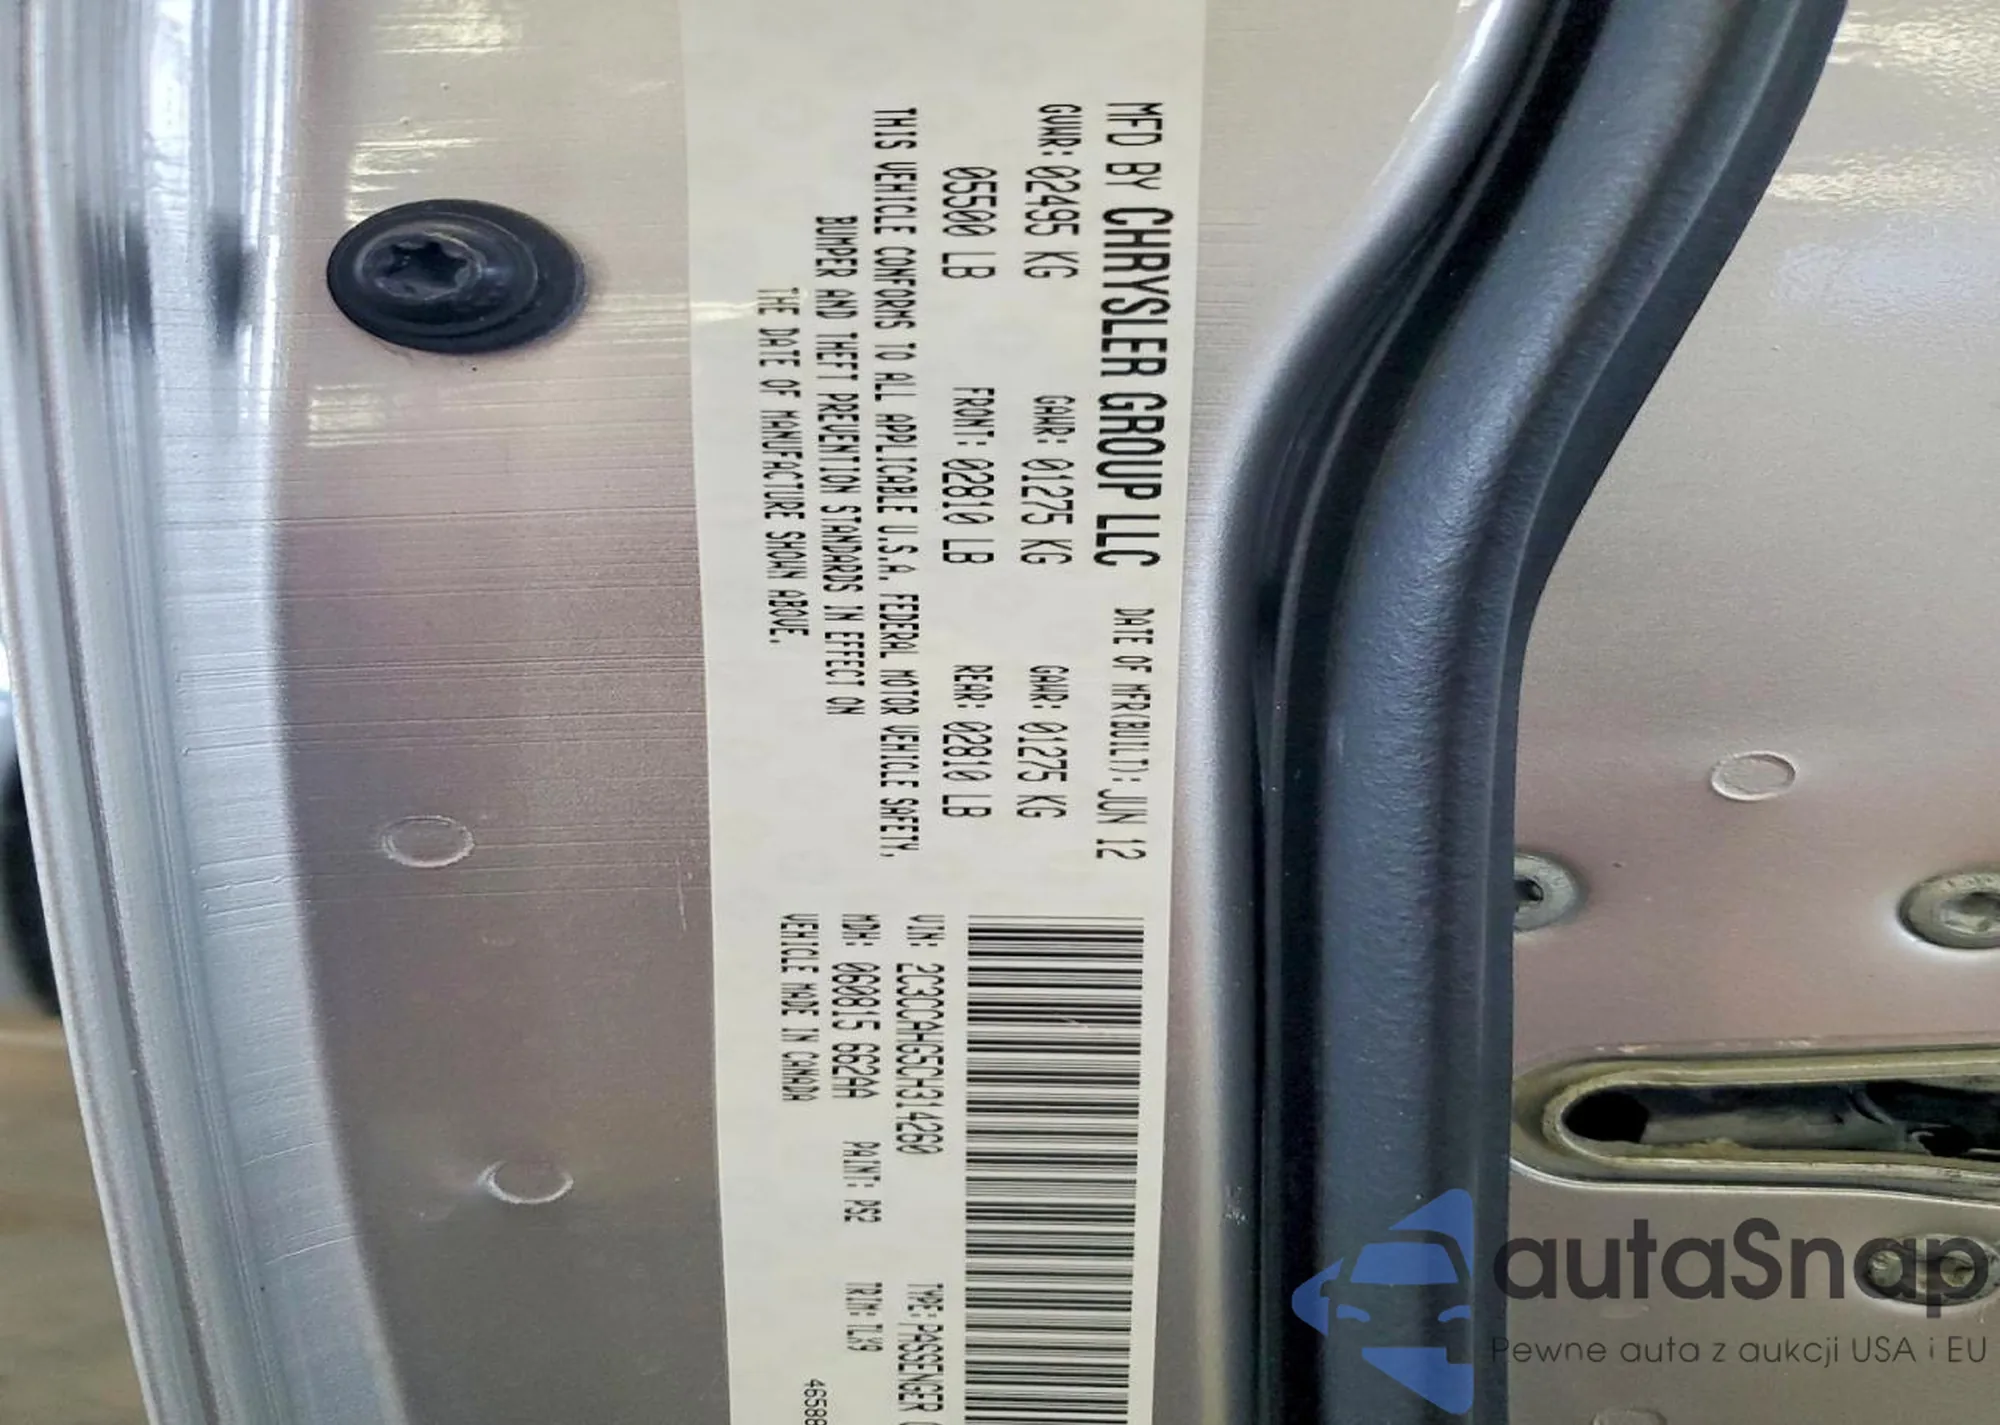 MFD BY CHRYSLER GROUP LLC DATE OF MFR(BUILT): JUN 12
GVWR: 02495 KG GAWR: 01275 KG GAWR: 01275 KG
05500 LB FRONT: 02810 LB REAR: 02810 LB
THIS VEHICLE CONFORMS TO ALL APPLICABLE U.S.A. FEDERAL MOTOR VEHICLE SAFETY,
BUMPER AND THEFT PREVENTION STANDARDS IN EFFECT ON
THE DATE OF MANUFACTURE SHOWN ABOVE.
VIN: 2C3CCAHG5CH314260 TYPE: PASSENGER
MDH: 060815 662AA PAINT: PS2 TRIM: TLX9
VEHICLE MADE IN CANADA
autaSnap
Pewne auta z aukcji USA i EU